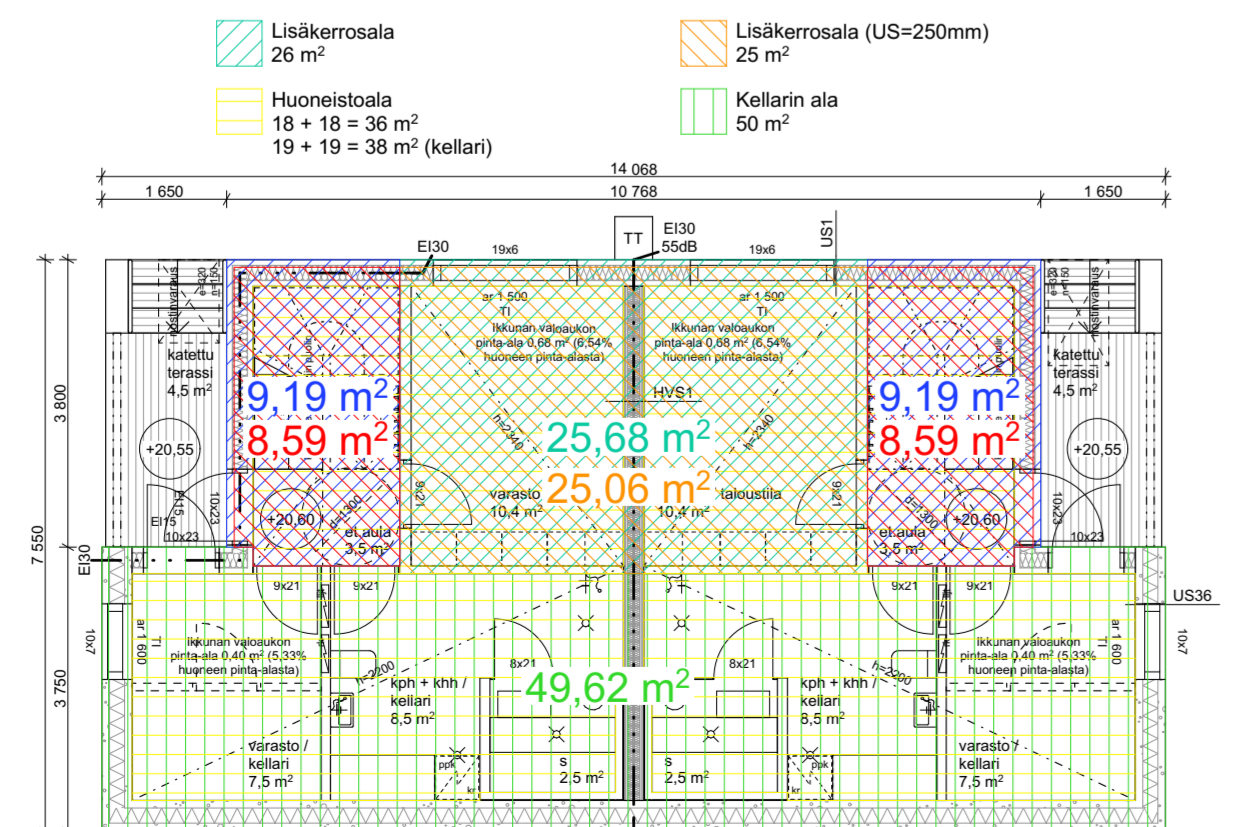 Lisäkerrosala
26 m²
Lisäkerrosala (US=250mm)
25 m²
Huoneistoala
18 + 18 = 36 m²
19 + 19 = 38 m² (kellari)
Kellarin ala
50 m²
14 068
1 650
10 768
1 650
EI30
19x6
TT
EI30
55dB
19x6
US1
e=320
n=150
nostinvaraus
ar 1 500
TI
Ikkunan valoaukon
pinta-ala 0,68 m² (6,54%
huoneen pinta-alasta)
ar 1 500
TI
Ikkunan valoaukon
pinta-ala 0,68 m² (6,54%
huoneen pinta-alasta)
e=320
n=150
nostinvaraus
katettu
terassi
4,5 m²
katettu
terassi
4,5 m²
3 800
9,19 m²
8,59 m²
HVS1
9,19 m²
8,59 m²
h=2340
25,68 m²
h=2340
+20,55
+20,55
25,06 m²
varasto
10,4 m²
taloustila
10,4 m²
9x21
9x21
EI15
10x23
EI15
10x23
+20,60
d=1300
et.aula
3,5 m²
d=1300
+20,60
et.aula
3,5 m²
10x23
10x23
7 550
EI30
9x21
9x21
9x21
9x21
US36
10x7
ar 1 600
TI
Ikkunan valoaukon
pinta-ala 0,40 m² (5,33%
huoneen pinta-alasta)
Ikkunan valoaukon
pinta-ala 0,40 m² (5,33%
huoneen pinta-alasta)
ar 1 600
TI
10x7
3 750
h=2200
8x21
8x21
h=2200
49,62 m²
kph + khh /
kellari
8,5 m²
kph + khh /
kellari
8,5 m²
varasto /
kellari
7,5 m²
ppk
kr
s
2,5 m²
s
2,5 m²
ppk
kr
varasto /
kellari
7,5 m²